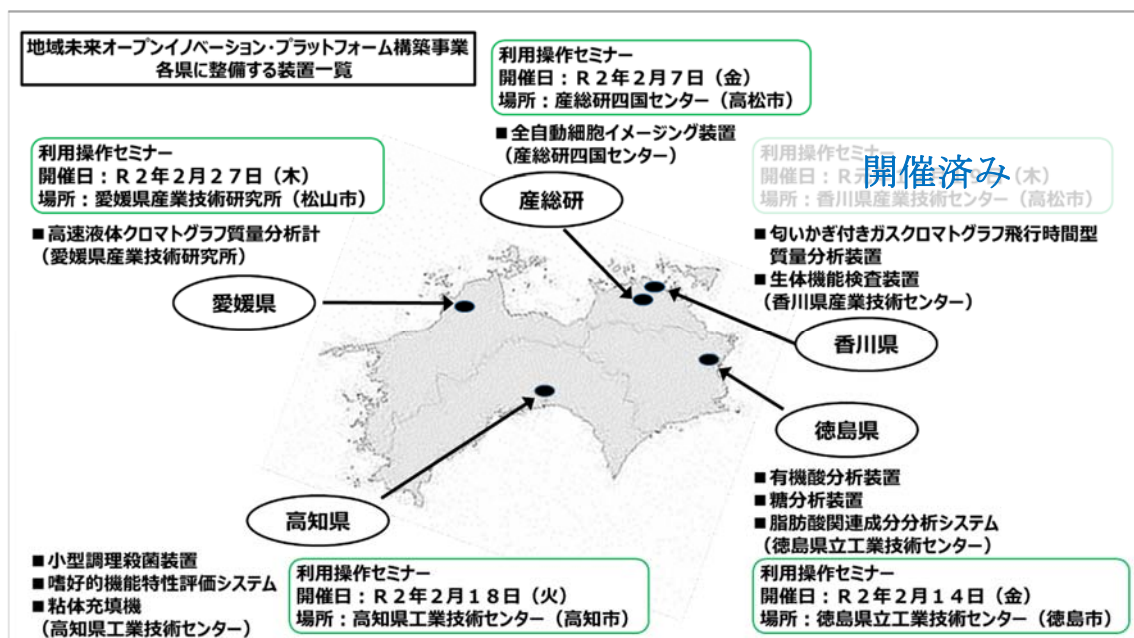 地域未来オープンイノベーション・プラットフォーム構築事業
各県に整備する装置一覧
利用操作セミナー
開催日：Ｒ２年２月７日（金）
場所：産総研四国センター（高松市）
■全自動細胞イメージング装置
（産総研四国センター）
産総研
利用操作セミナー
開催日：Ｒ２年２月２７日（木）
場所：愛媛県産業技術研究所（松山市）
■高速液体クロマトグラフ質量分析計
（愛媛県産業技術研究所）
愛媛県
利用操作セミナー
開催済み
開催日：Ｒ元 ９日（木）
場所：香川県産業技術センター（高松市）
■匂いかぎ付きガスクロマトグラフ飛行時間型
質量分析装置
■生体機能検査装置
（香川県産業技術センター）
香川県
徳島県
■有機酸分析装置
■糖分析装置
■脂肪酸関連成分分析システム
（徳島県立工業技術センター）
利用操作セミナー
開催日：Ｒ２年２月１４日（金）
場所：徳島県立工業技術センター（徳島市）
高知県
■小型調理殺菌装置
■嗜好的機能特性評価システム
■粘体充填機
（高知県工業技術センター）
利用操作セミナー
開催日：Ｒ２年２月１８日（火）
場所：高知県工業技術センター（高知市）